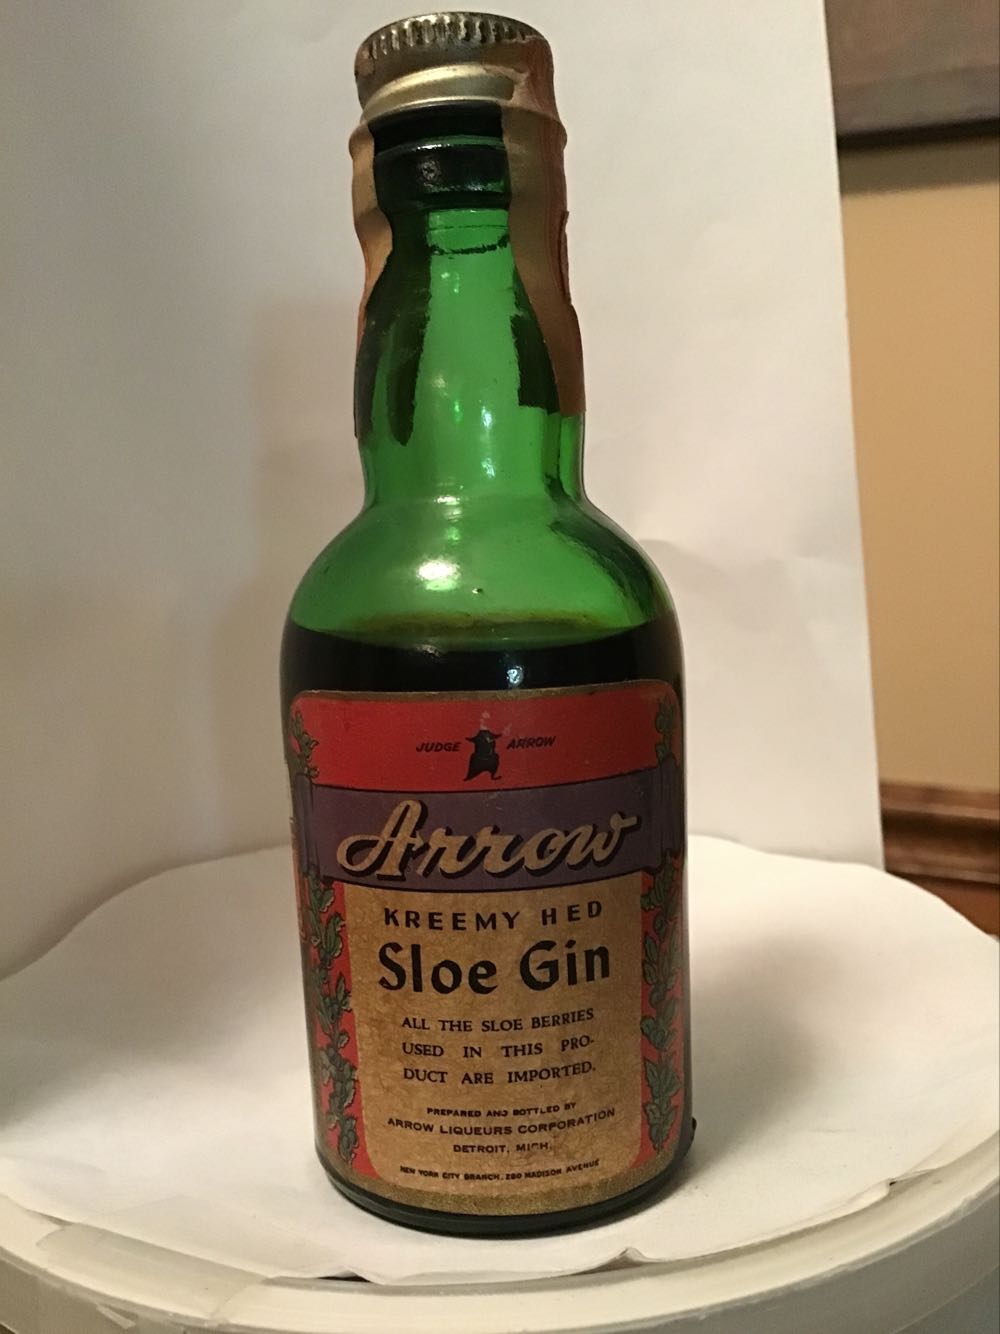 JUDGE ARROW
Arrow
KREEMY HED
Sloe Gin
ALL THE SLOE BERRIES
USED IN THIS PRO-
DUCT ARE IMPORTED.
PREPARED AND BOTTLED BY
ARROW LIQUEURS CORPORATION
DETROIT, MICH.
NEW YORK CITY BRANCH, 280 MADISON AVENUE